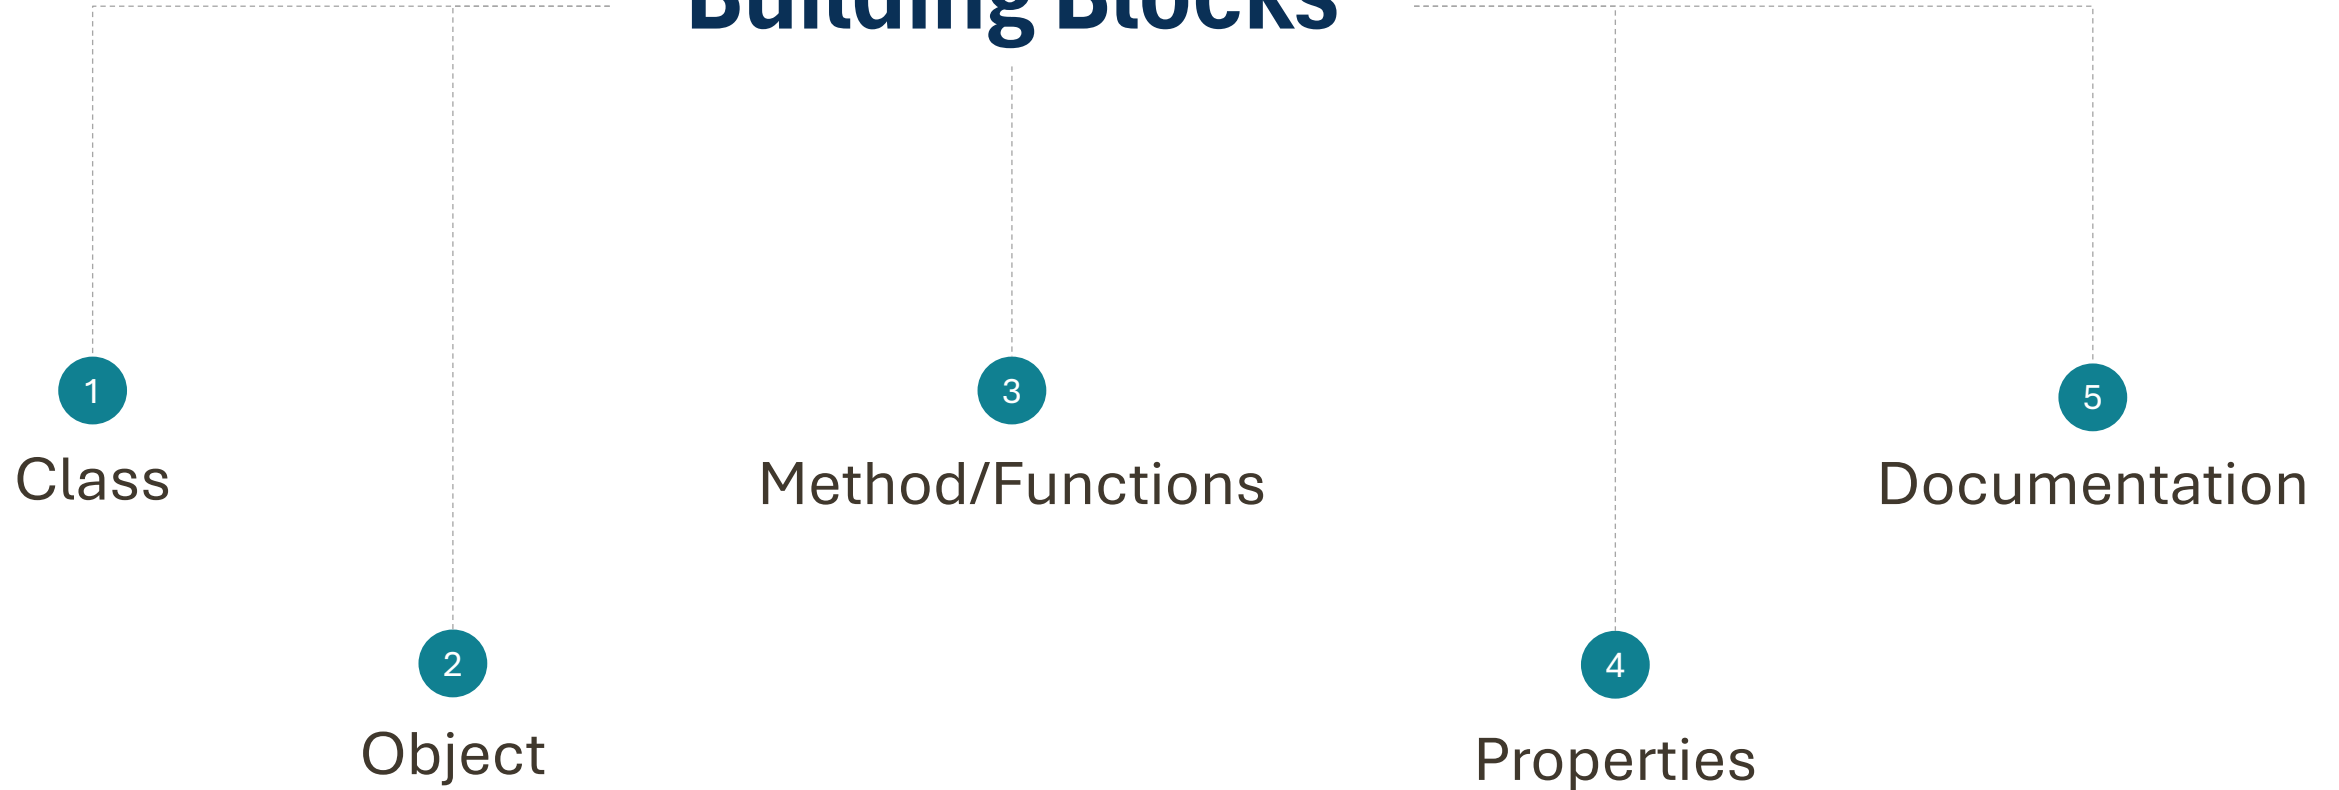 Building Blocks
1
Class
2
Object
3
Method/Functions
4
Properties
5
Documentation